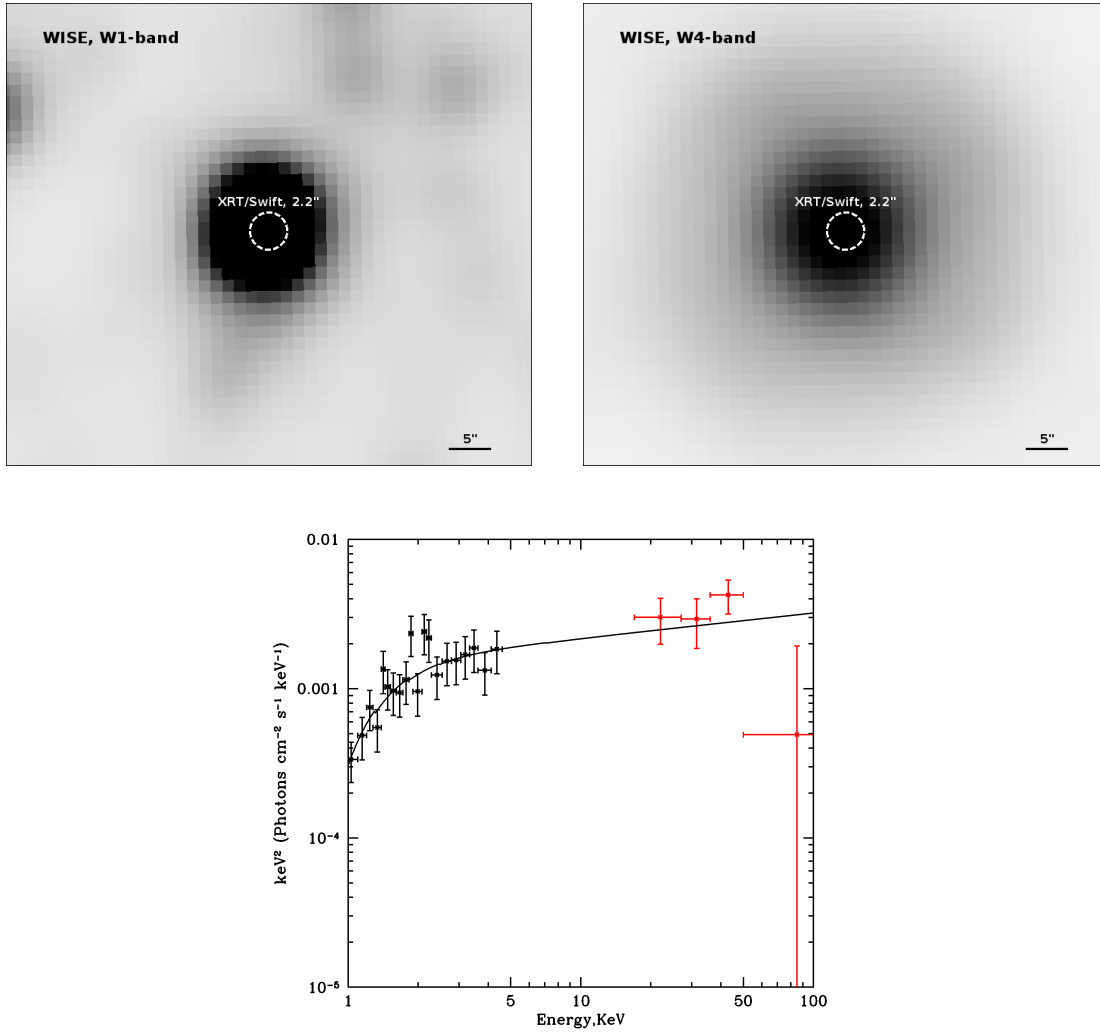 WISE, W1-band
XRT/Swift, 2.2"
5"
WISE, W4-band
XRT/Swift, 2.2"
5"
keV² (Photons cm⁻² s⁻¹ keV⁻¹)
0.01
0.001
10⁻⁴
10⁻⁵
1 5 10 50 100
Energy,KeV